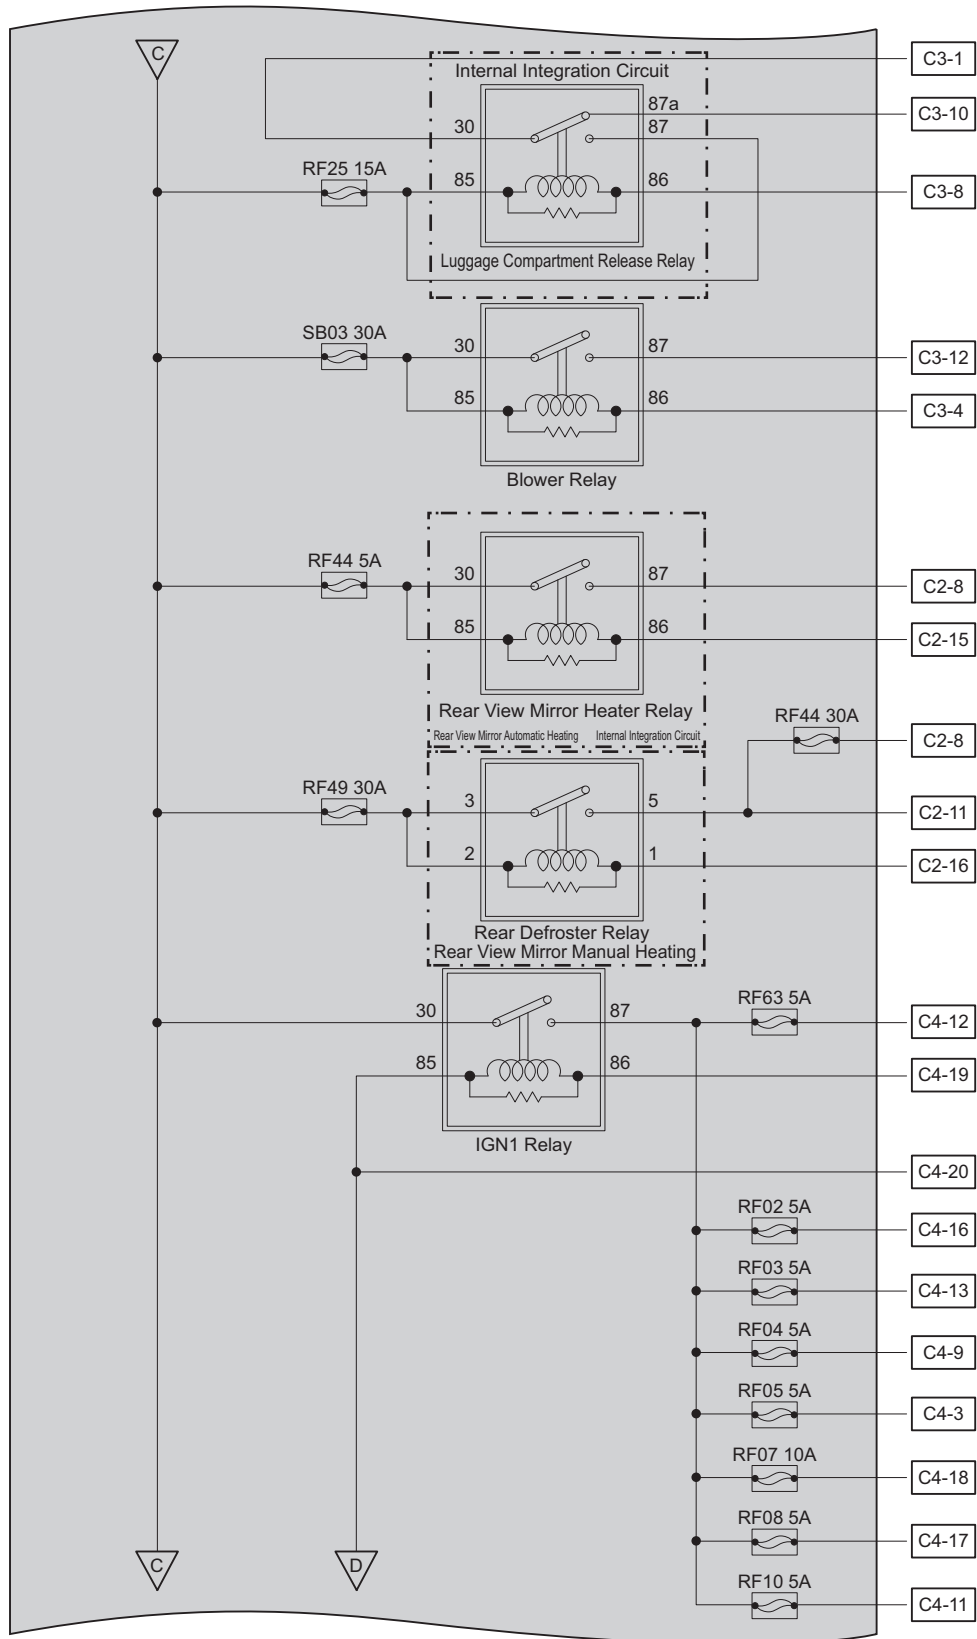 C
C3-1
Internal Integration Circuit
87a
C3-10
30
87
RF25 15A
85
86
C3-8
Luggage Compartment Release Relay
SB03 30A
30
87
C3-12
85
86
C3-4
Blower Relay
RF44 5A
30
87
C2-8
85
86
C2-15
Rear View Mirror Heater Relay
RF44 30A
Rear View Mirror Automatic Heating
Internal Integration Circuit
C2-8
RF49 30A
3
5
C2-11
2
1
C2-16
Rear Defroster Relay
Rear View Mirror Manual Heating
RF63 5A
30
87
C4-12
85
86
C4-19
IGN1 Relay
C4-20
RF02 5A
C4-16
RF03 5A
C4-13
RF04 5A
C4-9
RF05 5A
C4-3
RF07 10A
C4-18
RF08 5A
C4-17
C
D
RF10 5A
C4-11